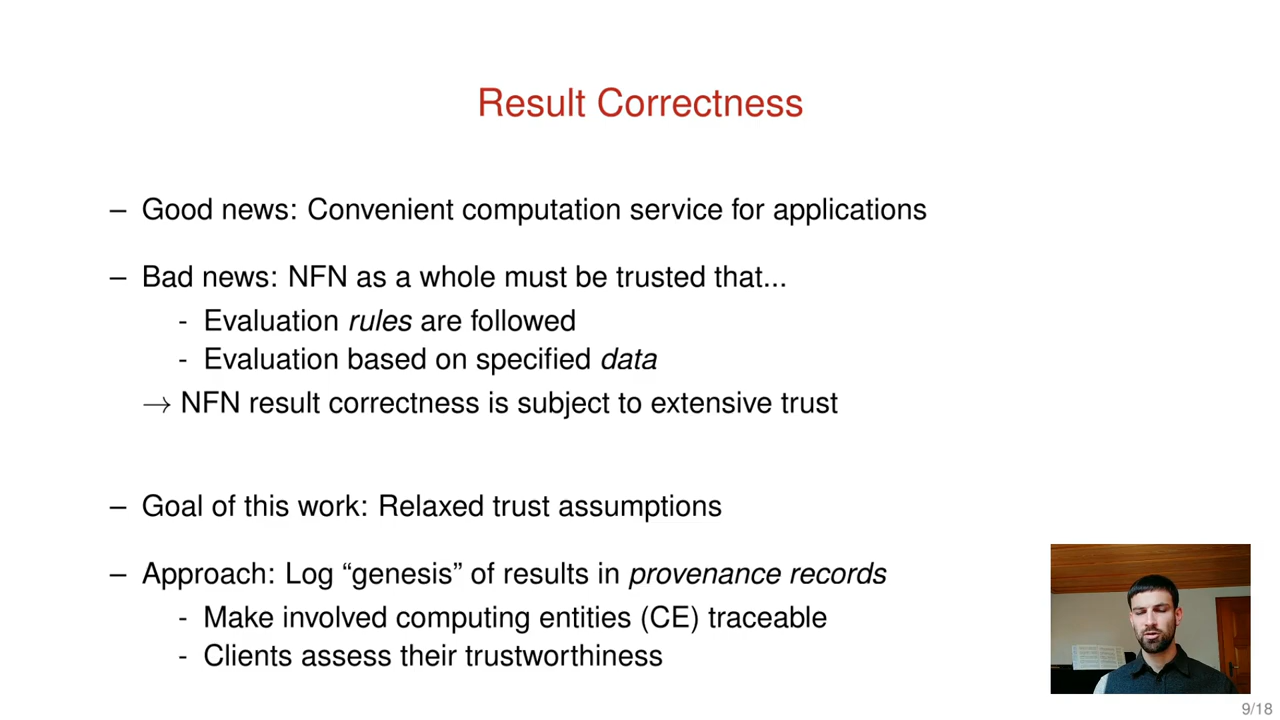 Result Correctness
– Good news: Convenient computation service for applications
– Bad news: NFN as a whole must be trusted that...
- Evaluation rules are followed
- Evaluation based on specified data
→ NFN result correctness is subject to extensive trust
– Goal of this work: Relaxed trust assumptions
– Approach: Log “genesis” of results in provenance records
- Make involved computing entities (CE) traceable
- Clients assess their trustworthiness
9/18